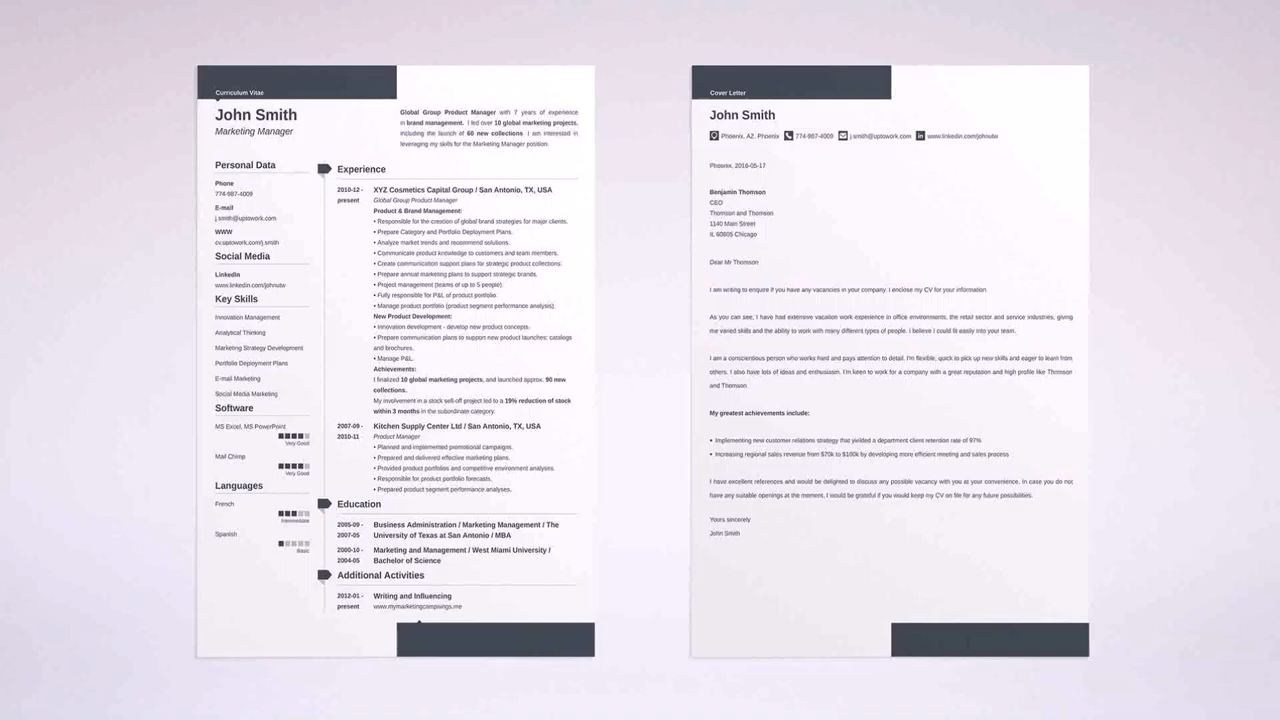 Curriculum Vitae
John Smith
Marketing Manager
Global Group Product Manager with 7 years of experience
in brand management. I led over 10 global marketing projects,
including the launch of 60 new collections. I am interested in
leveraging my skills for the Marketing Manager position.
Personal Data
Phone
774-987-4009
E-mail
j.smith@uptowork.com
WWW
cv.uptowork.com/j.smith
Social Media
LinkedIn
www.linkedin.com/johnutw
Key Skills
Innovation Management
Analytical Thinking
Marketing Strategy Development
Portfolio Deployment Plans
E-mail Marketing
Social Media Marketing
Software
MS Excel, MS PowerPoint
Very Good
Mail Chimp
Very Good
Languages
French
Intermediate
Spanish
Basic
Experience
2010-12 - XYZ Cosmetics Capital Group / San Antonio, TX, USA
present Global Group Product Manager
Product & Brand Management:
• Responsible for the creation of global brand strategies for major clients.
• Prepare Category and Portfolio Deployment Plans.
• Analyze market trends and recommend solutions.
• Communicate product knowledge to customers and team members.
• Create communication support plans for strategic product collections.
• Prepare annual marketing plans to support strategic brands.
• Project management (teams of up to 5 people).
• Fully responsible for P&L of product portfolio.
• Manage product portfolio (product segment performance analysis).
New Product Development:
• Innovation development - develop new product concepts.
• Prepare communication plans to support new product launches: catalogs
and brochures.
• Manage P&L.
Achievements:
I finalized 10 global marketing projects, and launched approx. 90 new
collections.
My involvement in a stock sell-off project led to a 19% reduction of stock
within 3 months in the subordinate category.
2007-09 - Kitchen Supply Center Ltd / San Antonio, TX, USA
2010-11 Product Manager
• Planned and implemented promotional campaigns.
• Prepared and delivered effective marketing plans.
• Provided product portfolios and competitive environment analyses.
• Responsible for product portfolio forecasts.
• Prepared product segment performance analyses.
Education
2005-09 - Business Administration / Marketing Management / The
2007-05 University of Texas at San Antonio / MBA
2000-10 - Marketing and Management / West Miami University /
2004-05 Bachelor of Science
Additional Activities
2012-01 - Writing and Influencing
present www.mymarketingcampaings.me
Cover Letter
John Smith
Phoenix, AZ, Phoenix 774-987-4009 j.smith@uptowork.com www.linkedin.com/johnutw
Phoenix, 2016-05-17
Benjamin Thomson
CEO
Thomson and Thomson
1140 Main Street
IL 60605 Chicago
Dear Mr Thomson
I am writing to enquire if you have any vacancies in your company. I enclose my CV for your information
As you can see, I have had extensive vacation work experience in office environments, the retail sector and service industries, giving
me varied skills and the ability to work with many different types of people. I believe I could fit easily into your team.
I am a conscientious person who works hard and pays attention to detail. I'm flexible, quick to pick up new skills and eager to learn from
others. I also have lots of ideas and enthusiasm. I'm keen to work for a company with a great reputation and high profile like Thomson
and Thomson
My greatest achievements include:
• Implementing new customer relations strategy that yielded a department client retention rate of 97%
• Increasing regional sales revenue from $70k to $100k by developing more efficient meeting and sales process
I have excellent references and would be delighted to discuss any possible vacancy with you at your convenience. In case you do not
have any suitable openings at the moment, I would be grateful if you would keep my CV on file for any future possibilities.
Yours sincerely
John Smith